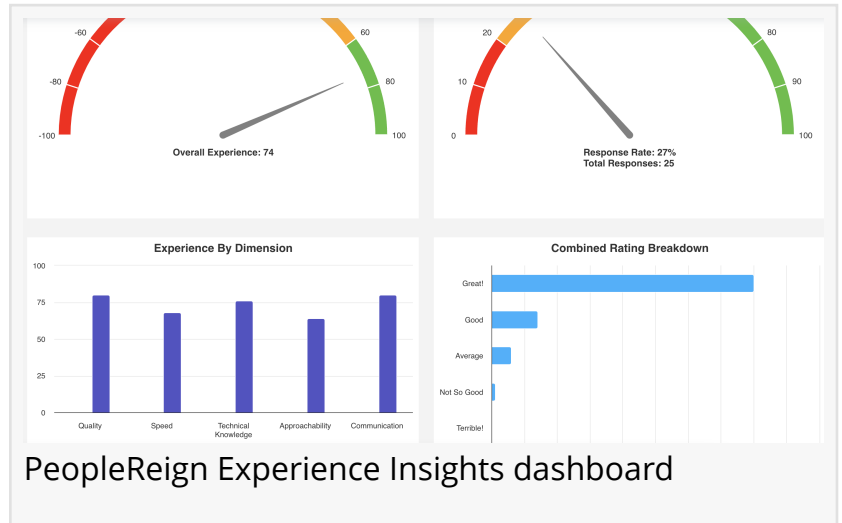 -60
60
-80
80
-100
100
Overall Experience: 74
20
80
10
90
0
100
Response Rate: 27%
Total Responses: 25
Experience By Dimension
100
75
50
25
0
Quality
Speed
Technical
Knowledge
Approachability
Communication
Combined Rating Breakdown
Great!
Good
Average
Not So Good
Terrible!
PeopleReign Experience Insights dashboard